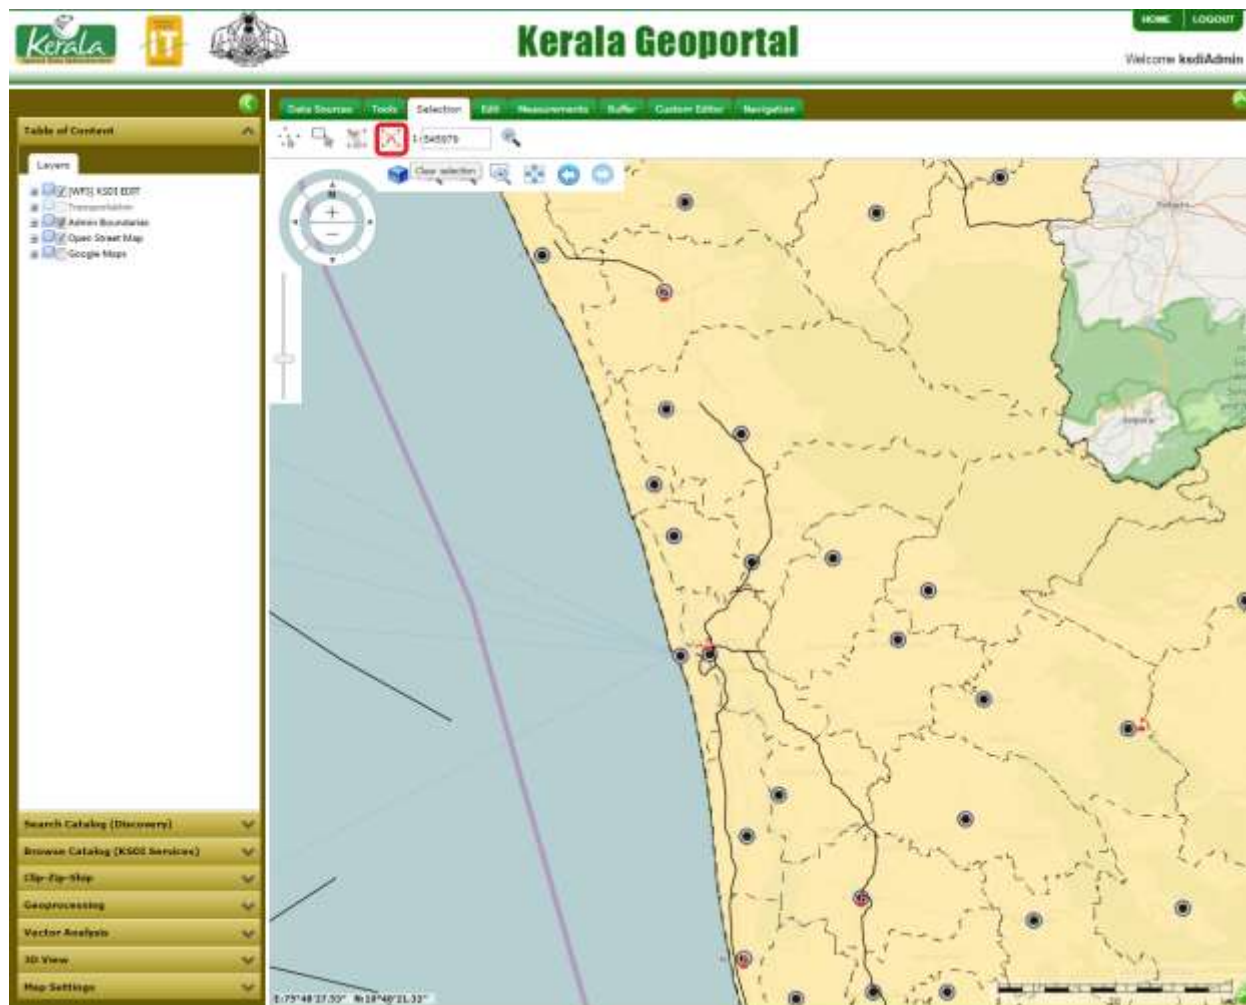 Kerala
IT
Kerala Geoportal
HOME
LOGOUT
Welcome ksdiAdmin
Data Sources
Tools
Selection
Edit
Measurements
Buffer
Custom Editor
Navigation
Table of Content
1:545979
Clear selection
Layers
[WFS] KSDI EDIT
Transportation
Admin Boundaries
Open Street Map
Google Maps
N
Search Catalog (Discovery)
Browse Catalog (KSDI Services)
Clip-Zip-Ship
Geoprocessing
Vector Analysis
3D View
Map Settings